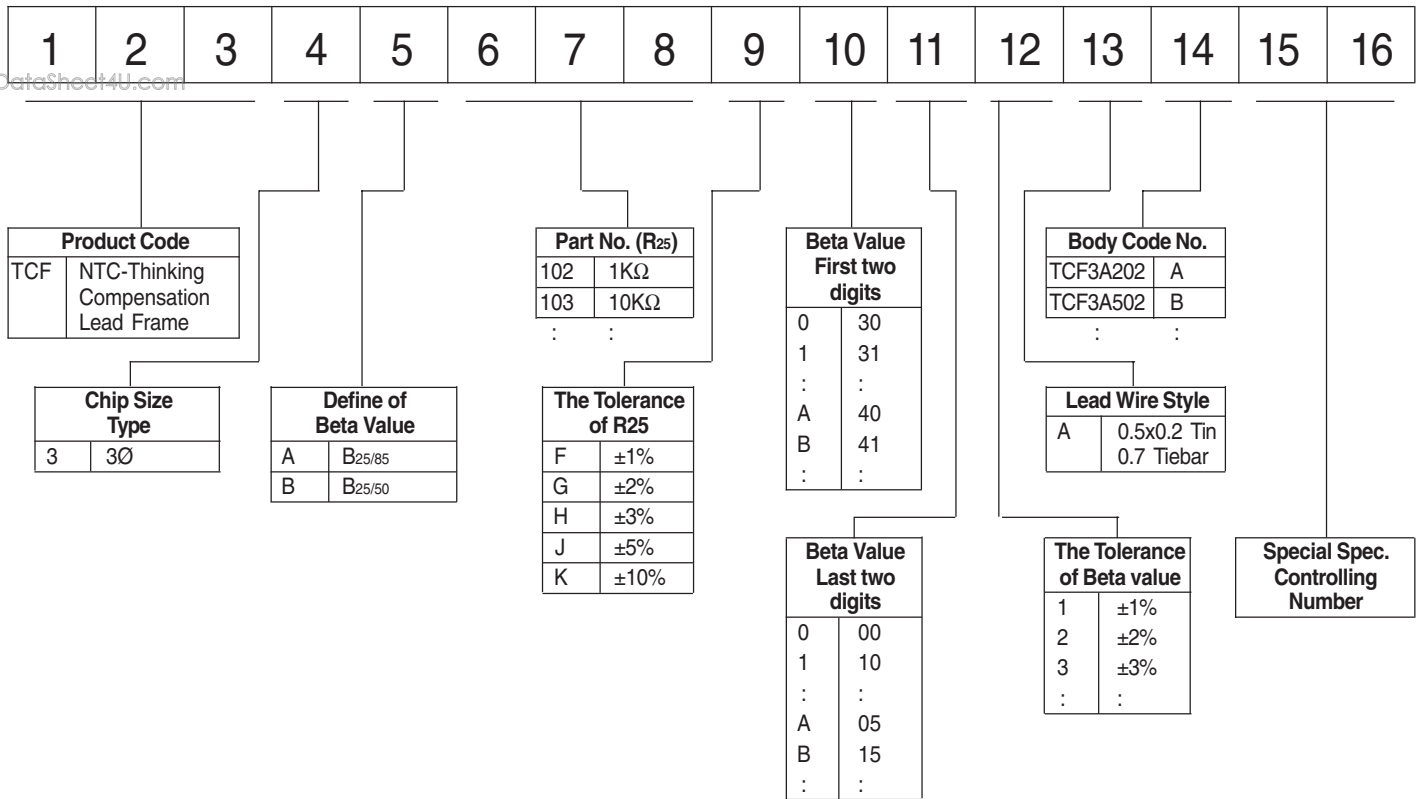 1 2 3 4 5 6 7 8 9 10 11 12 13 14 15 16
DataSheet4U.com
Product Code
TCF NTC-Thinking
Compensation
Lead Frame
Chip Size
Type
3 3Ø
Define of
Beta Value
A B25/85
B B25/50
Part No. (R25)
102 1KΩ
103 10KΩ
: :
The Tolerance
of R25
F ±1%
G ±2%
H ±3%
J ±5%
K ±10%
Beta Value
First two
digits
0 30
1 31
: :
A 40
B 41
: :
Beta Value
Last two
digits
0 00
1 10
: :
A 05
B 15
: :
Body Code No.
TCF3A202 A
TCF3A502 B
: :
Lead Wire Style
A 0.5x0.2 Tin
0.7 Tiebar
The Tolerance
of Beta value
1 ±1%
2 ±2%
3 ±3%
: :
Special Spec.
Controlling
Number